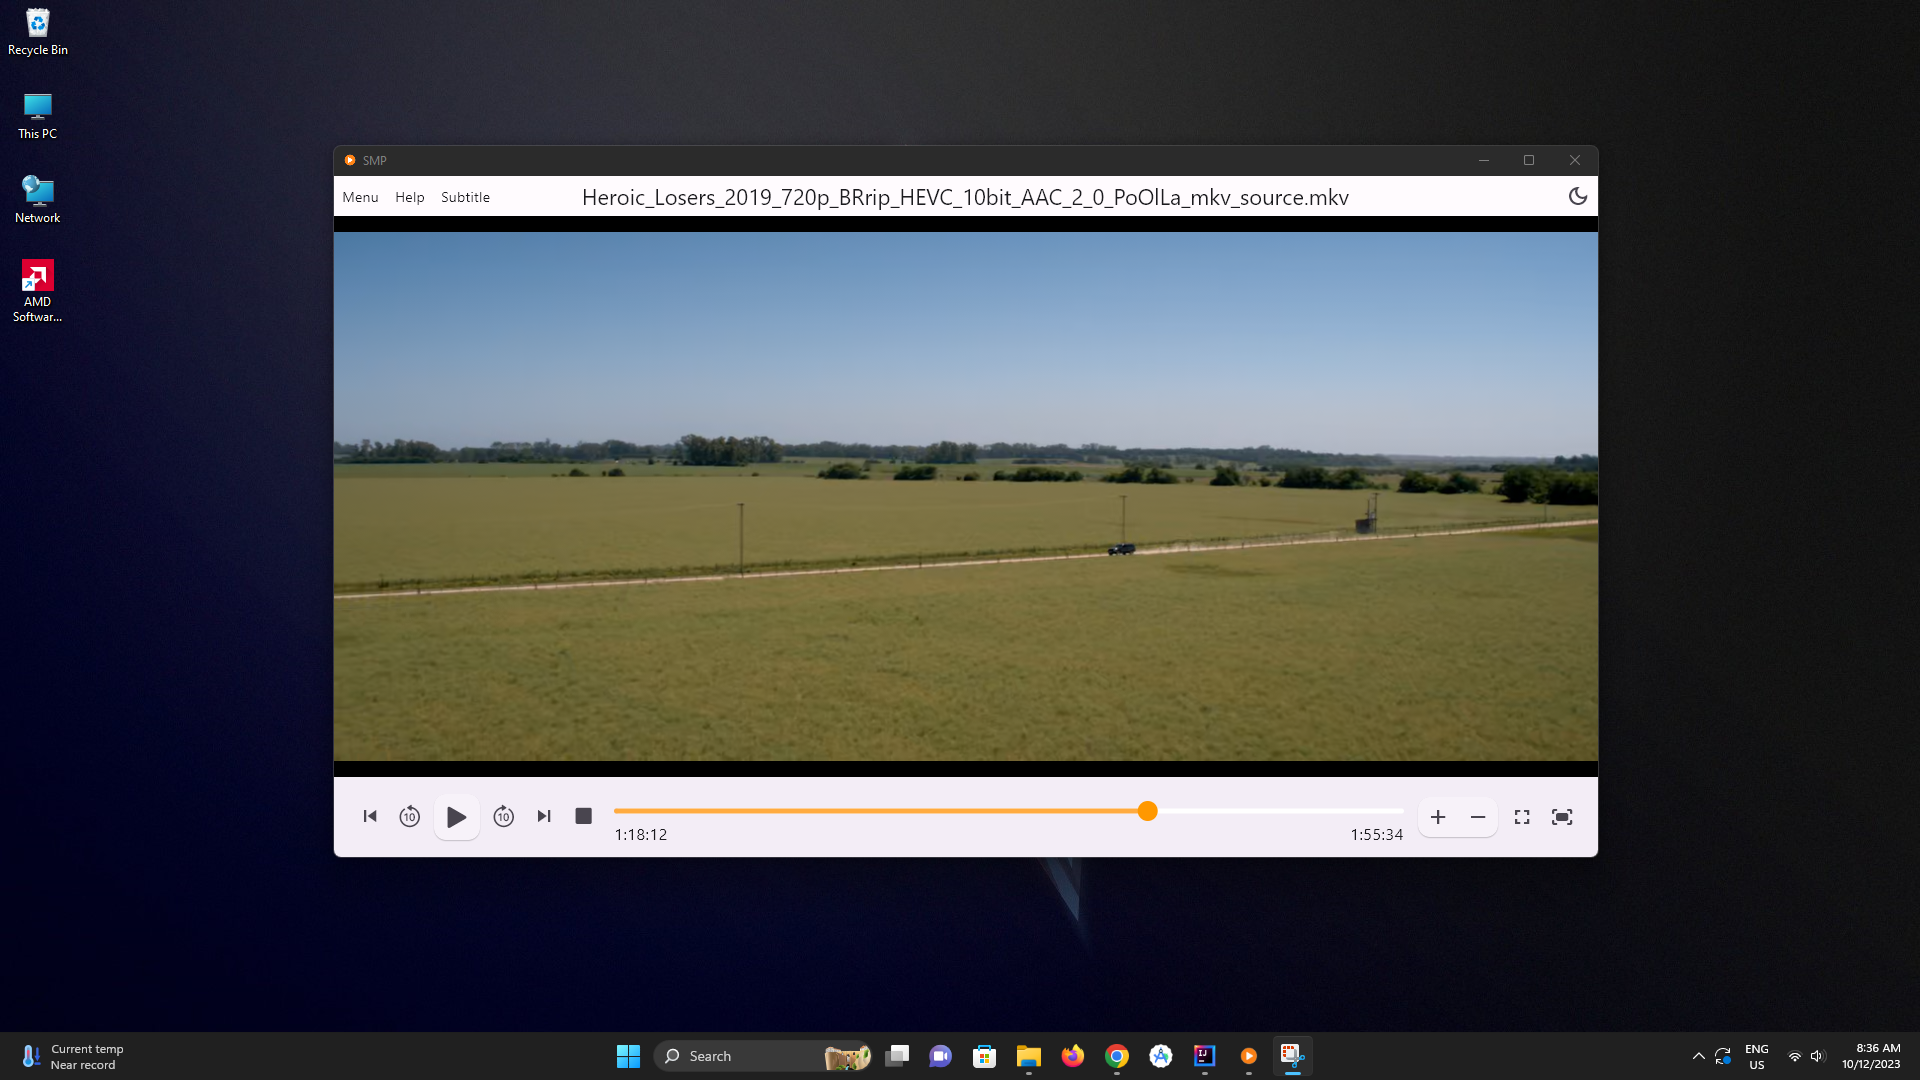 Recycle Bin
This PC
Network
AMD
Softwar...
SMP
Menu Help Subtitle
Heroic_Losers_2019_720p_BRrip_HEVC_10bit_AAC_2_0_PoOlLa_mkv_source.mkv
10
10
1:18:12
1:55:34
Current temp
Near record
Search
ENG
US
8:36 AM
10/12/2023